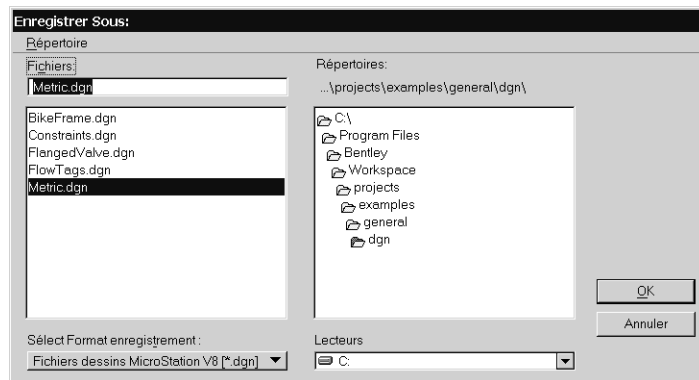 Enregistrer Sous:
Répertoire
Fichiers:
Metric.dgn
BikeFrame.dgn
Constraints.dgn
FlangedValve.dgn
FlowTags.dgn
Metric.dgn
Sélect Format enregistrement :
Fichiers dessins MicroStation V8 [*.dgn]
Répertoires:
...\projects\examples\general\dgn\
C:\
Program Files
Bentley
Workspace
projects
examples
general
dgn
Lecteurs
C:
OK
Annuler